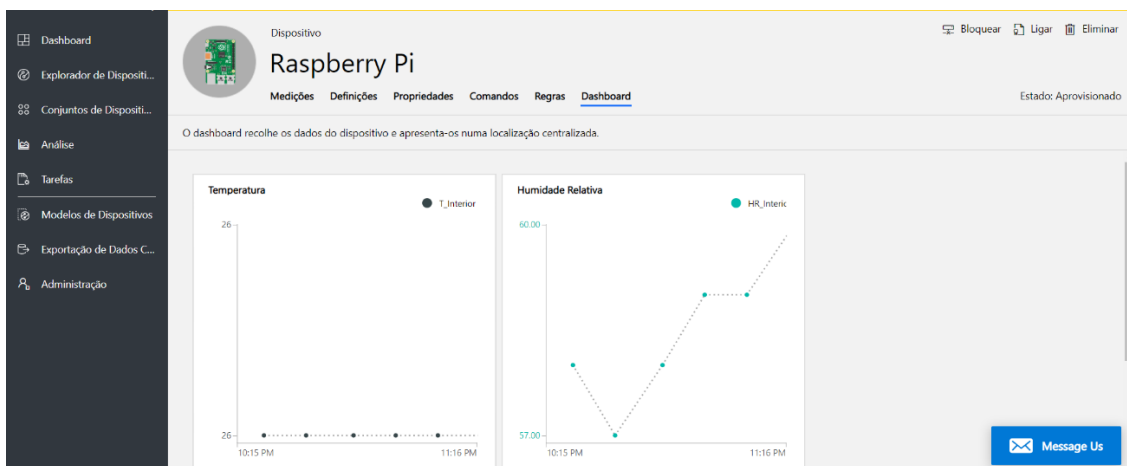 Dashboard
Explorador de Dispositi...
Conjuntos de Dispositi...
Análise
Tarefas
Modelos de Dispositivos
Exportação de Dados C...
Administração
Dispositivo
Raspberry Pi
Bloquear Ligar Eliminar
Medições Definições Propriedades Comandos Regras Dashboard
Estado: Aprovisionado
O dashboard recolhe os dados do dispositivo e apresenta-os numa localização centralizada.
Temperatura
T_Interior
26
26
10:15 PM 11:16 PM
Humidade Relativa
HR_Interic
60.00
57.00
10:15 PM 11:16 PM
Message Us